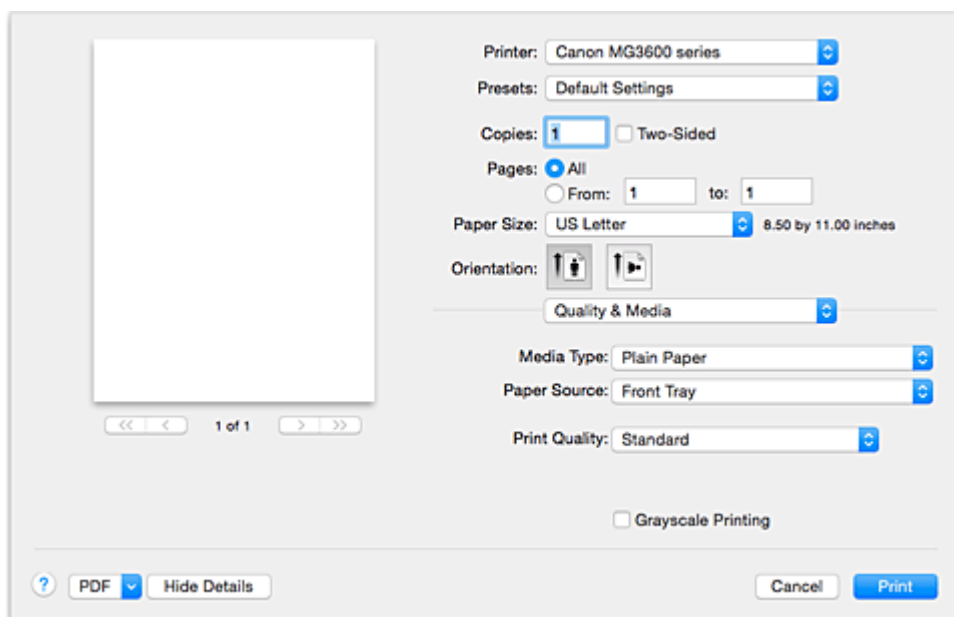 Printer: Canon MG3600 series
Presets: Default Settings
Copies: 1 Two-Sided
Pages: All
From: 1 to: 1
Paper Size: US Letter 8.50 by 11.00 inches
Orientation:
Quality & Media
Media Type: Plain Paper
Paper Source: Front Tray
<< < 1 of 1 > >>
Print Quality: Standard
Grayscale Printing
? PDF Hide Details Cancel Print